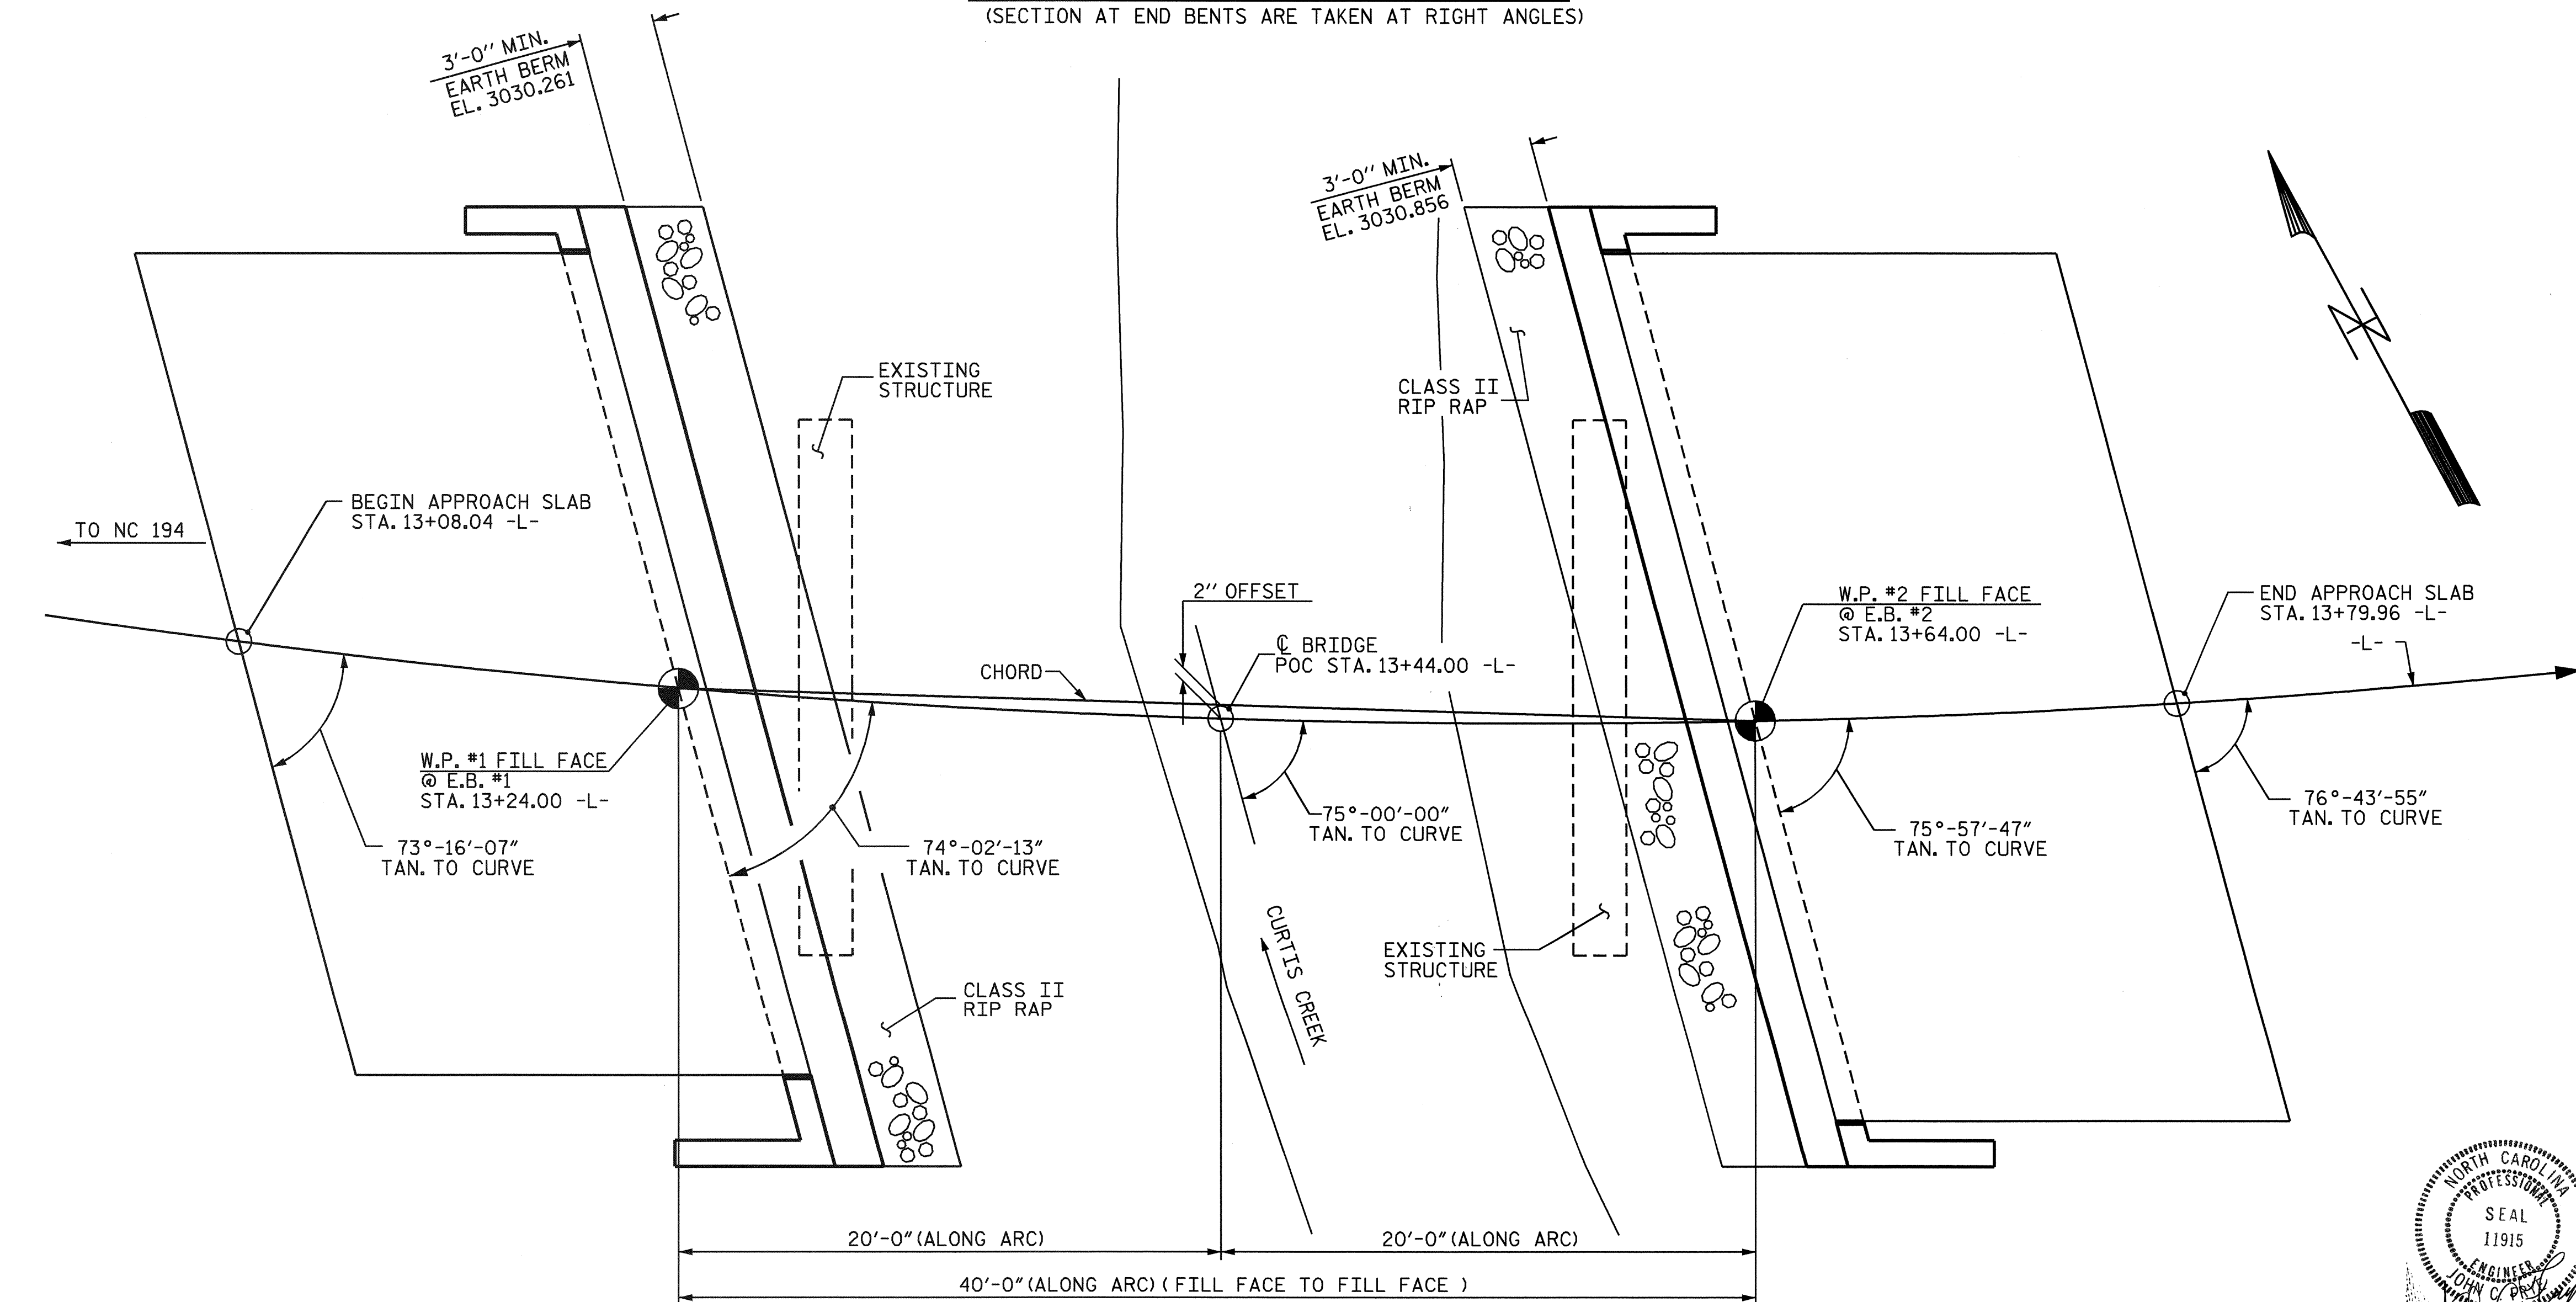 (SECTION AT END BENTS ARE TAKEN AT RIGHT ANGLES)
3'-0" MIN.
EARTH BERM
EL. 3030.261
3'-0" MIN.
EARTH BERM
EL. 3030.856
EXISTING
STRUCTURE
CLASS II
RIP RAP
BEGIN APPROACH SLAB
STA. 13+08.04 -L-
TO NC 194
2" OFFSET
℄ BRIDGE
POC STA. 13+44.00 -L-
CHORD
W.P. #2 FILL FACE
@ E.B. #2
STA. 13+64.00 -L-
END APPROACH SLAB
STA. 13+79.96 -L-
-L-
W.P. #1 FILL FACE
@ E.B. #1
STA. 13+24.00 -L-
73°-16'-07"
TAN. TO CURVE
74°-02'-13"
TAN. TO CURVE
75°-00'-00"
TAN. TO CURVE
75°-57'-47"
TAN. TO CURVE
76°-43'-55"
TAN. TO CURVE
CURTIS CREEK
EXISTING
STRUCTURE
CLASS II
RIP RAP
20'-0" (ALONG ARC)
20'-0" (ALONG ARC)
40'-0" (ALONG ARC) ( FILL FACE TO FILL FACE )
NORTH CAROLINA
PROFESSIONAL
SEAL
11915
ENGINEER
JOHN C.